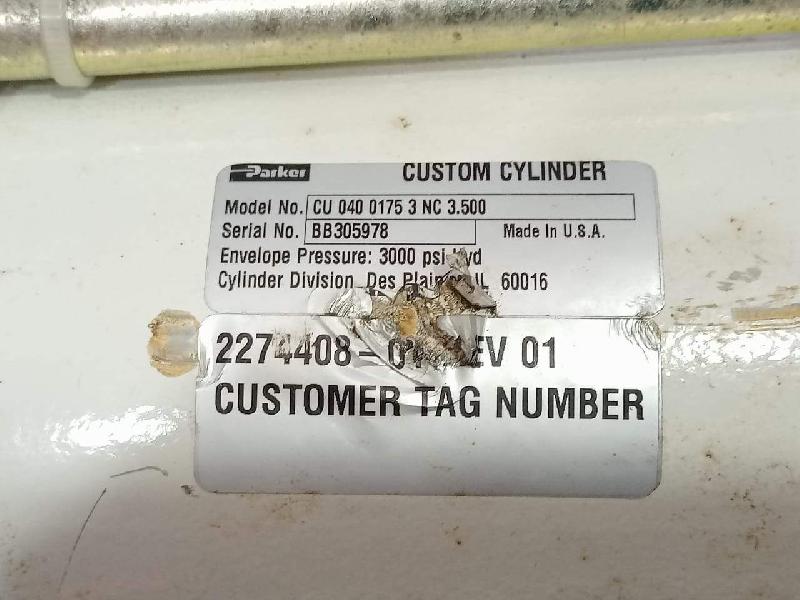 Parker CUSTOM CYLINDER
Model No. CU 040 0175 3 NC 3.500
Serial No. BB305978 Made In U.S.A.
Envelope Pressure: 3000 psi
Cylinder Division Des IL 60016
2274408- 01
CUSTOMER TAG NUMBER